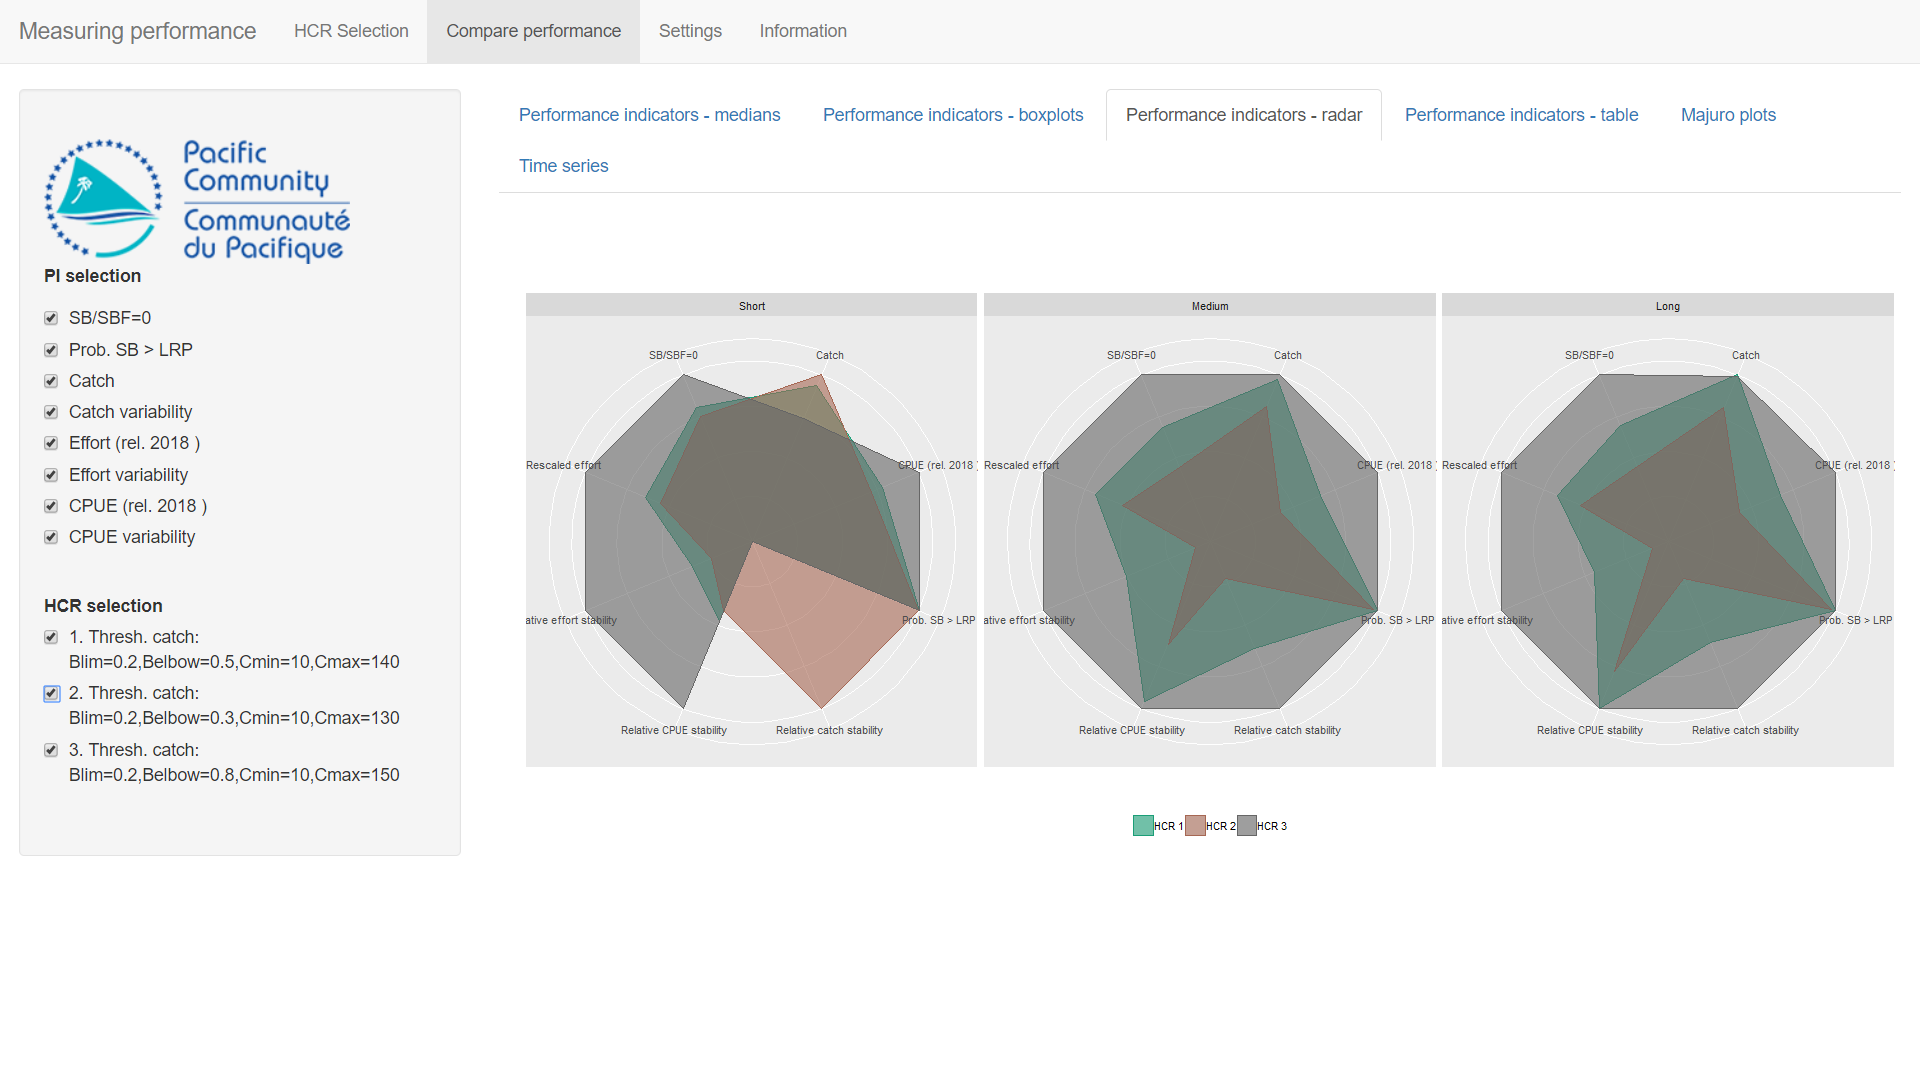 Measuring performance HCR Selection Compare performance Settings Information
Pacific
Community
Communauté
du Pacifique
PI selection
SB/SBF=0
Prob. SB > LRP
Catch
Catch variability
Effort (rel. 2018 )
Effort variability
CPUE (rel. 2018 )
CPUE variability
HCR selection
1. Thresh. catch:
Blim=0.2,Belbow=0.5,Cmin=10,Cmax=140
2. Thresh. catch:
Blim=0.2,Belbow=0.3,Cmin=10,Cmax=130
3. Thresh. catch:
Blim=0.2,Belbow=0.8,Cmin=10,Cmax=150
Performance indicators - medians Performance indicators - boxplots Performance indicators - radar Performance indicators - table Majuro plots
Time series
Short
SB/SBF=0 Catch
Rescaled effort CPUE (rel. 2018
ative effort stability Prob. SB > LRP
Relative CPUE stability Relative catch stability
Medium
SB/SBF=0 Catch
Rescaled effort CPUE (rel. 2018
ative effort stability Prob. SB > LRP
Relative CPUE stability Relative catch stability
Long
SB/SBF=0 Catch
Rescaled effort CPUE (rel. 2018
ative effort stability Prob. SB > LRP
Relative CPUE stability Relative catch stability
HCR 1 HCR 2 HCR 3